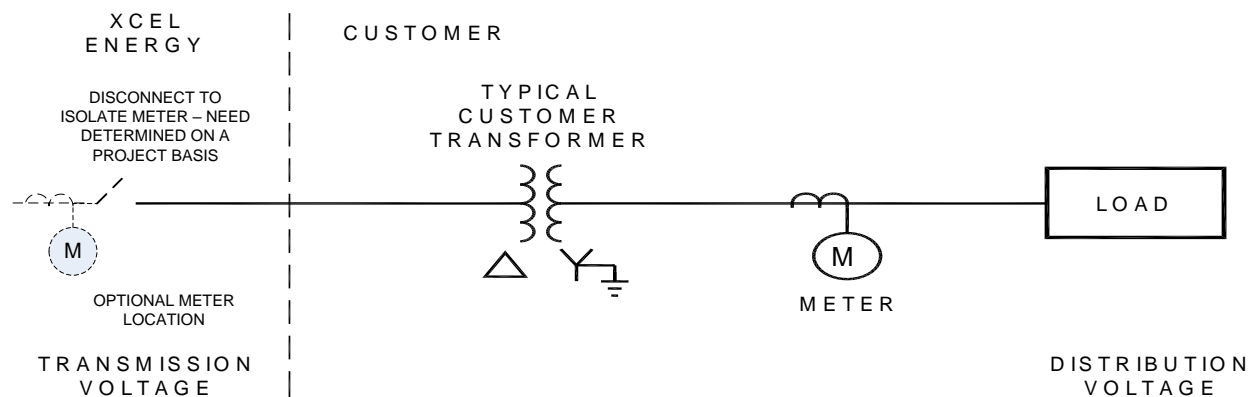 XCEL
ENERGY
CUSTOMER
DISCONNECT TO
ISOLATE METER – NEED
DETERMINED ON A
PROJECT BASIS
TYPICAL
CUSTOMER
TRANSFORMER
LOAD
M
M
OPTIONAL METER
LOCATION
METER
TRANSMISSION
VOLTAGE
DISTRIBUTION
VOLTAGE